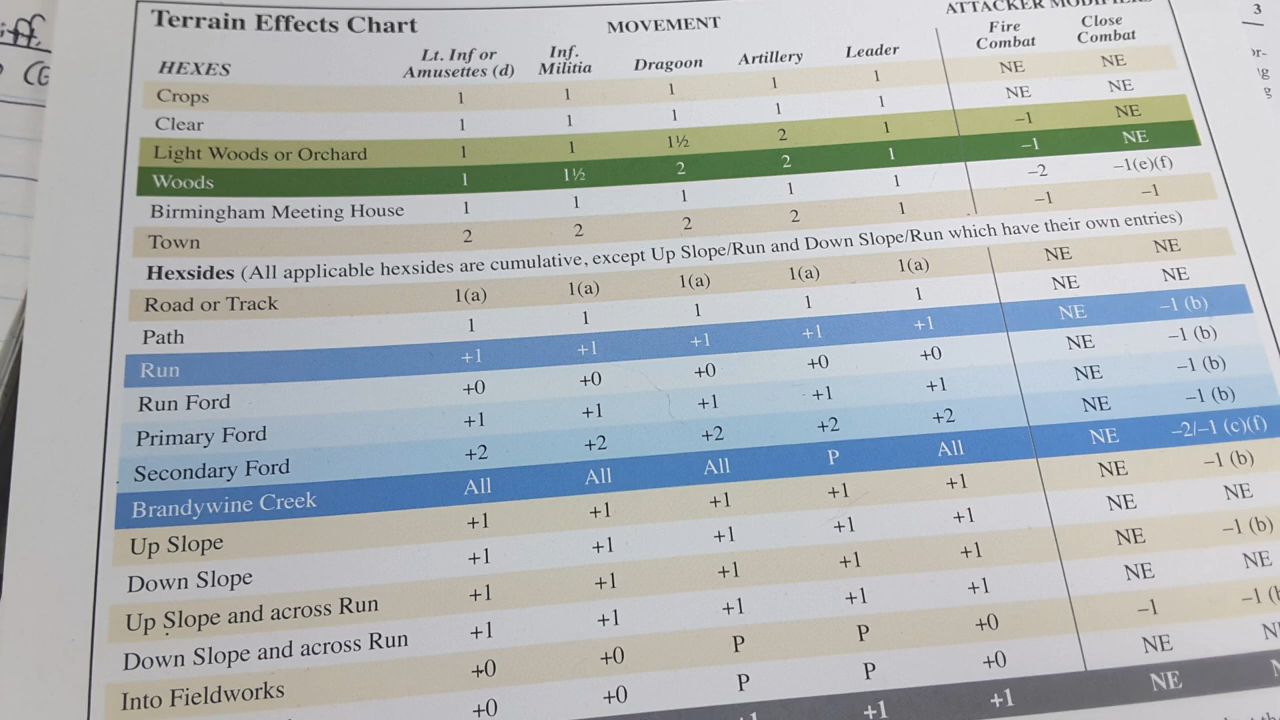 Terrain Effects Chart
MOVEMENT
ATTACKER
HEXES Lt. Inf or Amusettes (d) Inf. Militia Dragoon Artillery Leader Fire Combat Close Combat
Crops 1 1 1 1 1 NE NE
Clear 1 1 1 1 1 NE NE
Light Woods or Orchard 1 1 1½ 2 1 –1 NE
Woods 1 1½ 2 2 1 –1 NE
Birmingham Meeting House 1 1 1 1 1 –2 –1(e)(f)
Town 2 2 2 2 1 –1 –1
Hexsides (All applicable hexsides are cumulative, except Up Slope/Run and Down Slope/Run which have their own entries)
Road or Track 1(a) 1(a) 1(a) 1(a) 1(a) NE NE
Path 1 1 1 1 1 NE NE
Run +1 +1 +1 +1 +1 NE –1 (b)
Run Ford +0 +0 +0 +0 +0 NE –1 (b)
Primary Ford +1 +1 +1 +1 +1 NE –1 (b)
Secondary Ford +2 +2 +2 +2 +2 NE –1 (b)
Brandywine Creek All All All P All NE –2/–1 (c)(f)
Up Slope +1 +1 +1 +1 +1 NE –1 (b)
Down Slope +1 +1 +1 +1 +1 NE NE
Up Slope and across Run +1 +1 +1 +1 +1 NE –1 (b)
Down Slope and across Run +1 +1 +1 +1 +1 NE NE
Into Fieldworks +0 +0 P P +0 –1 –1
+0 +0 P P +0 NE
+1 +1 NE
3